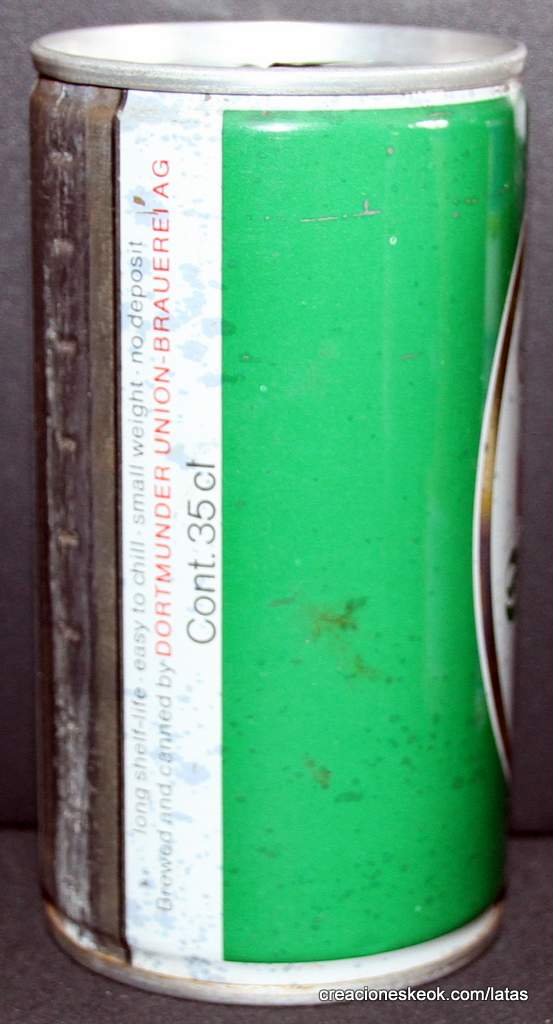 long shelf-life · easy to chill · small weight · no deposit
Brewed and canned by DORTMUNDER UNION-BRAUEREI AG
Cont. 35 cl
creacioneskeok.com/latas